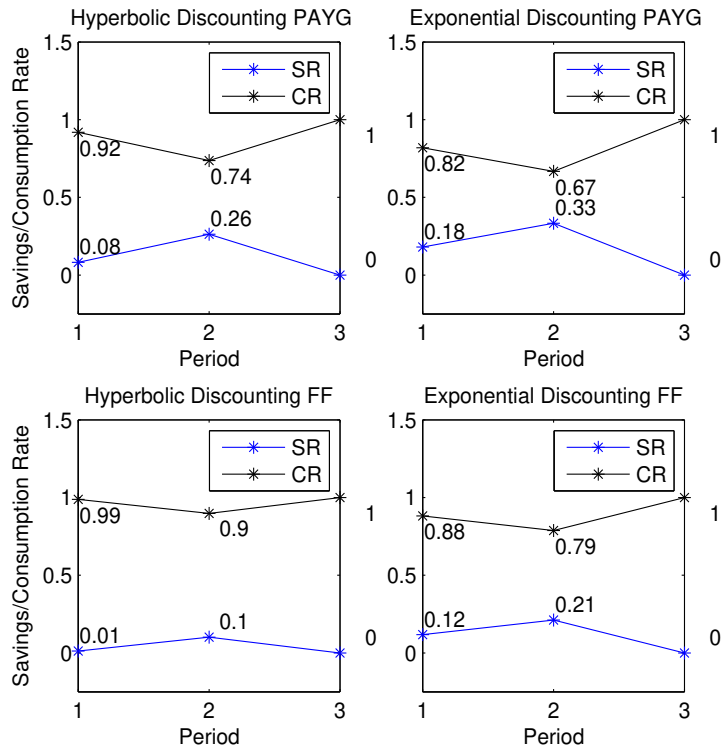 Hyperbolic Discounting PAYG
1.5
1
0.5
0
Savings/Consumption Rate
SR
CR
0.92
0.74
1
0.08
0.26
0
1
2
3
Period
Exponential Discounting PAYG
1.5
1
0.5
0
SR
CR
0.82
0.67
1
0.18
0.33
0
1
2
3
Period
Hyperbolic Discounting FF
1.5
1
0.5
0
Savings/Consumption Rate
SR
CR
0.99
0.9
1
0.01
0.1
0
1
2
3
Period
Exponential Discounting FF
1.5
1
0.5
0
SR
CR
0.88
0.79
1
0.12
0.21
0
1
2
3
Period